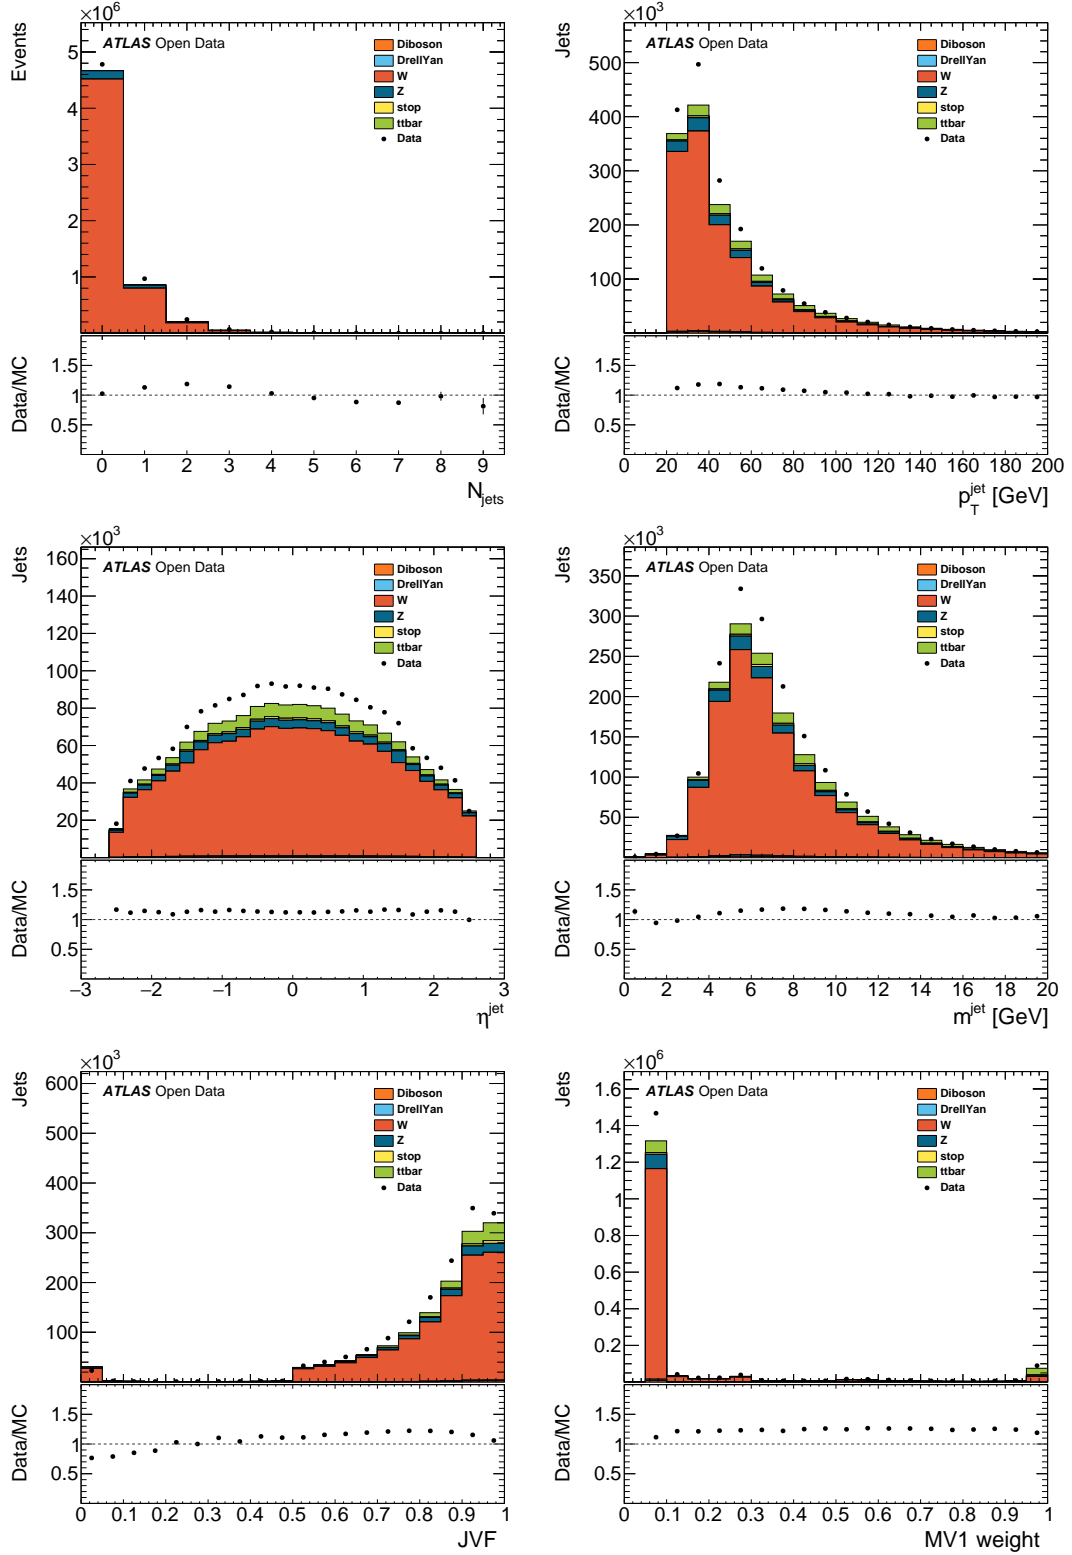 ×10⁶
Events
ATLAS Open Data
Diboson
DrellYan
W
Z
stop
ttbar
Data
5
4
3
2
1
Data/MC
1.5
1
0.5
0 1 2 3 4 5 6 7 8 9
N_jets
×10³
Jets
ATLAS Open Data
Diboson
DrellYan
W
Z
stop
ttbar
Data
500
400
300
200
100
Data/MC
1.5
1
0.5
0 20 40 60 80 100 120 140 160 180 200
p_T^jet [GeV]
×10³
Jets
ATLAS Open Data
Diboson
DrellYan
W
Z
stop
ttbar
Data
160
140
120
100
80
60
40
20
Data/MC
1.5
1
0.5
−3 −2 −1 0 1 2 3
η^jet
×10³
Jets
ATLAS Open Data
Diboson
DrellYan
W
Z
stop
ttbar
Data
350
300
250
200
150
100
50
Data/MC
1.5
1
0.5
0 2 4 6 8 10 12 14 16 18 20
m^jet [GeV]
×10³
Jets
ATLAS Open Data
Diboson
DrellYan
W
Z
stop
ttbar
Data
600
500
400
300
200
100
Data/MC
1.5
1
0.5
0 0.1 0.2 0.3 0.4 0.5 0.6 0.7 0.8 0.9 1
JVF
×10⁶
Jets
ATLAS Open Data
Diboson
DrellYan
W
Z
stop
ttbar
Data
1.6
1.4
1.2
1
0.8
0.6
0.4
0.2
Data/MC
1.5
1
0.5
0 0.1 0.2 0.3 0.4 0.5 0.6 0.7 0.8 0.9 1
MV1 weight